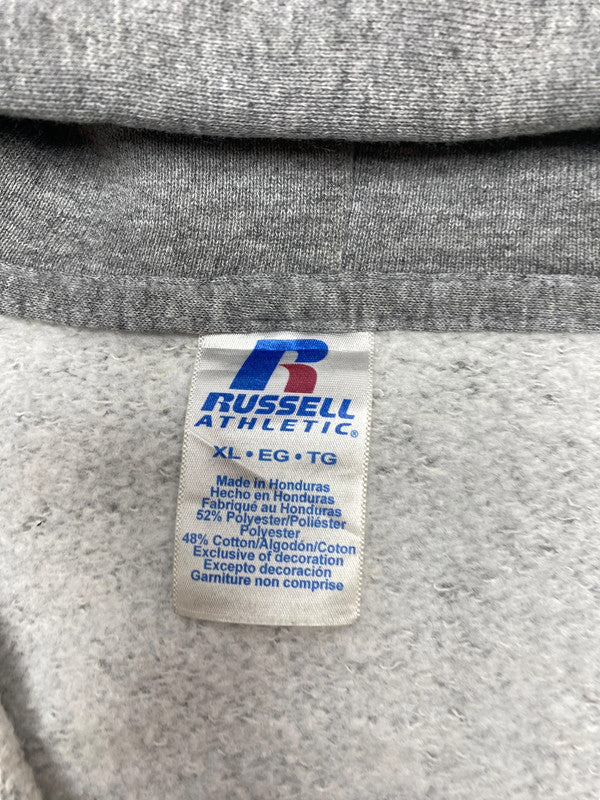 R
RUSSELL
ATHLETIC®
XL • EG • TG
Made in Honduras
Hecho en Honduras
Fabriqué au Honduras
52% Polyester/Poliéster
Polyester
48% Cotton/Algodón/Coton
Exclusive of decoration
Excepto decoración
Garniture non comprise